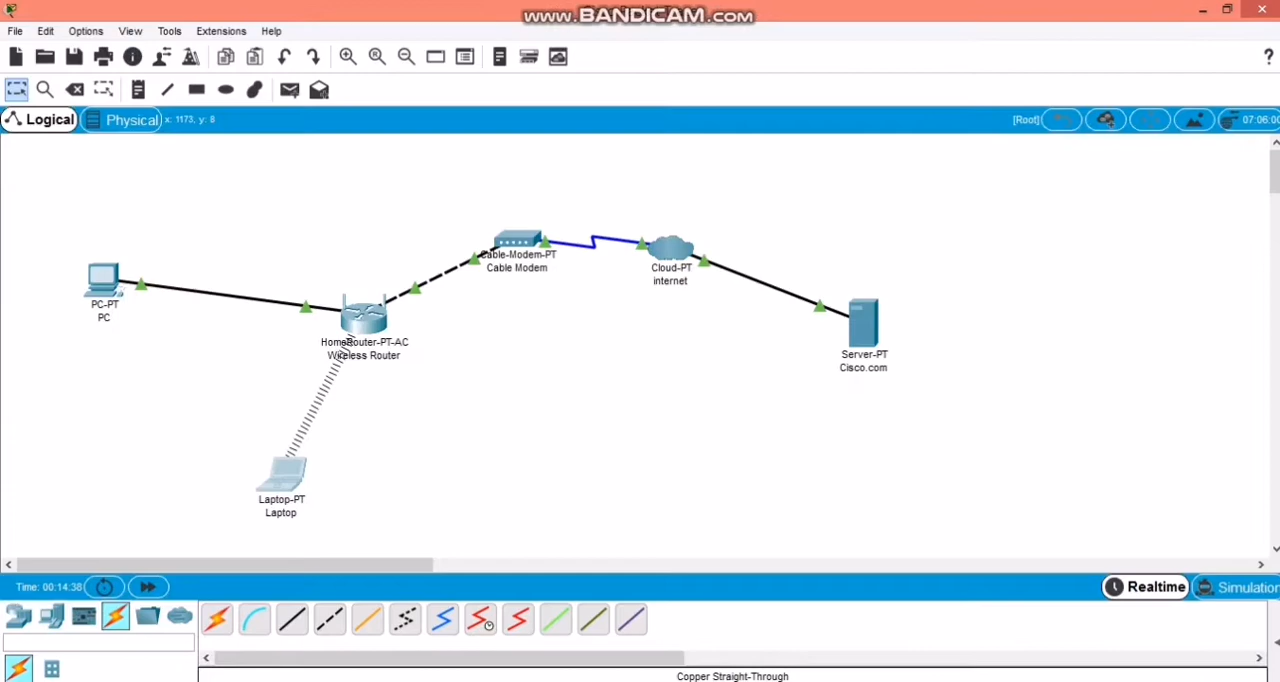 www.BANDICAM.com
File Edit Options View Tools Extensions Help
?
Logical Physical x: 1173, y: 8 [Root] 07:06:00
Cable-Modem-PT
Cable Modem
Cloud-PT
internet
PC-PT
PC
HomeRouter-PT-AC
Wireless Router
Server-PT
Cisco.com
Laptop-PT
Laptop
Time: 00:14:38 Realtime Simulation
Copper Straight-Through